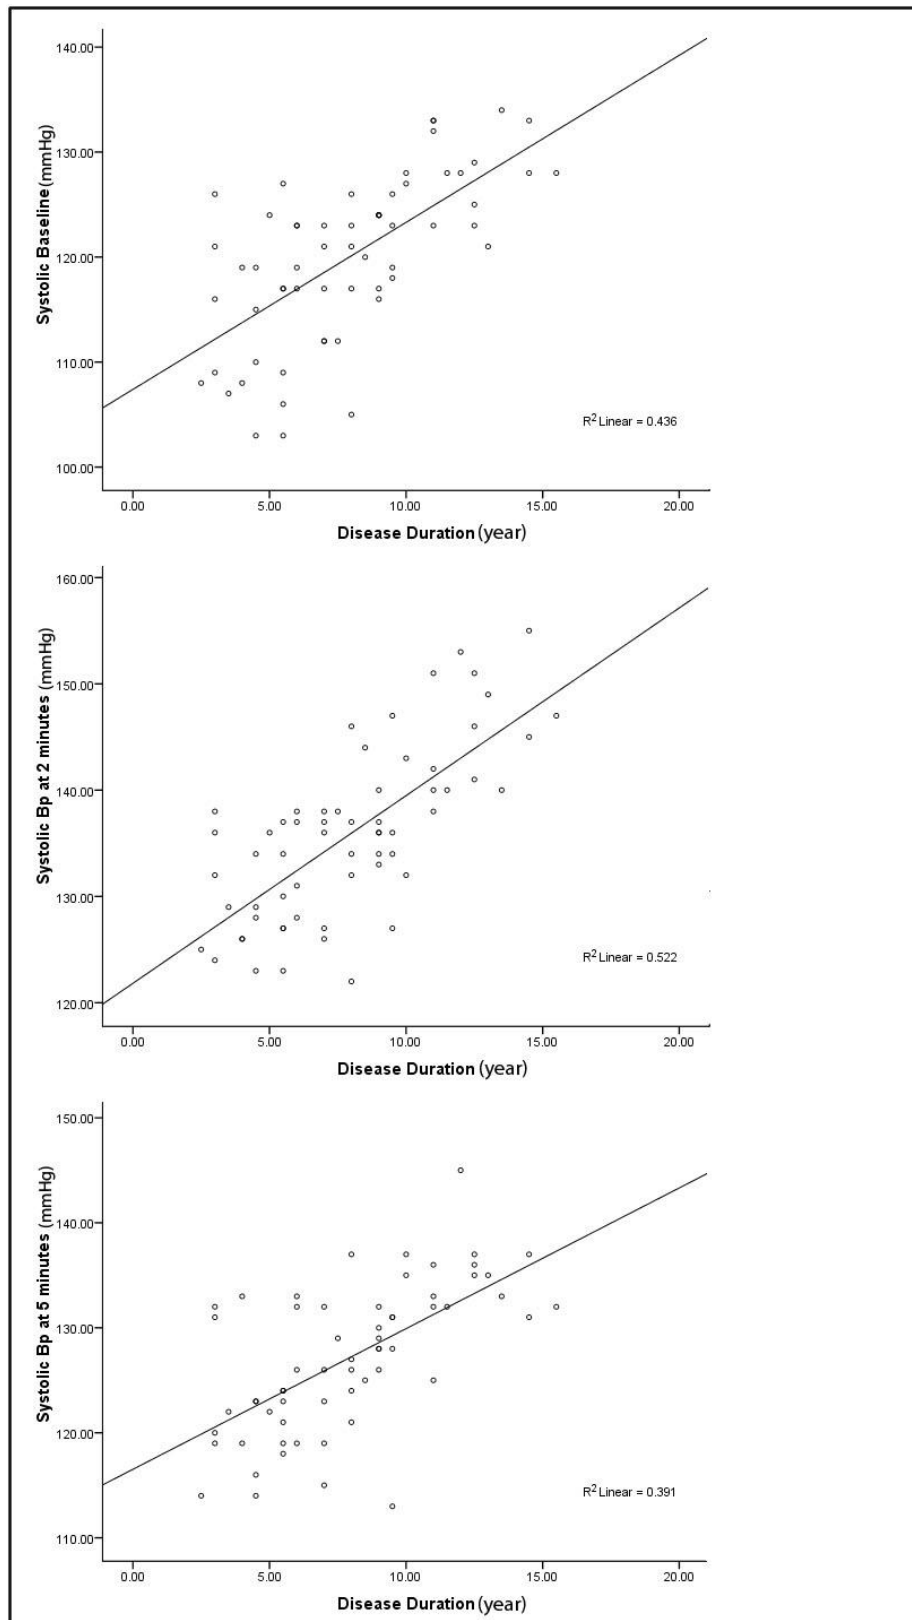 140.00
130.00
120.00
110.00
100.00
Systolic Baseline (mmHg)
R2 Linear = 0.436
0.00 5.00 10.00 15.00 20.00
Disease Duration (year)
160.00
150.00
140.00
130.00
120.00
Systolic Bp at 2 minutes (mmHg)
R2 Linear = 0.522
0.00 5.00 10.00 15.00 20.00
Disease Duration (year)
150.00
140.00
130.00
120.00
110.00
Systolic Bp at 5 minutes (mmHg)
R2 Linear = 0.391
0.00 5.00 10.00 15.00 20.00
Disease Duration (year)